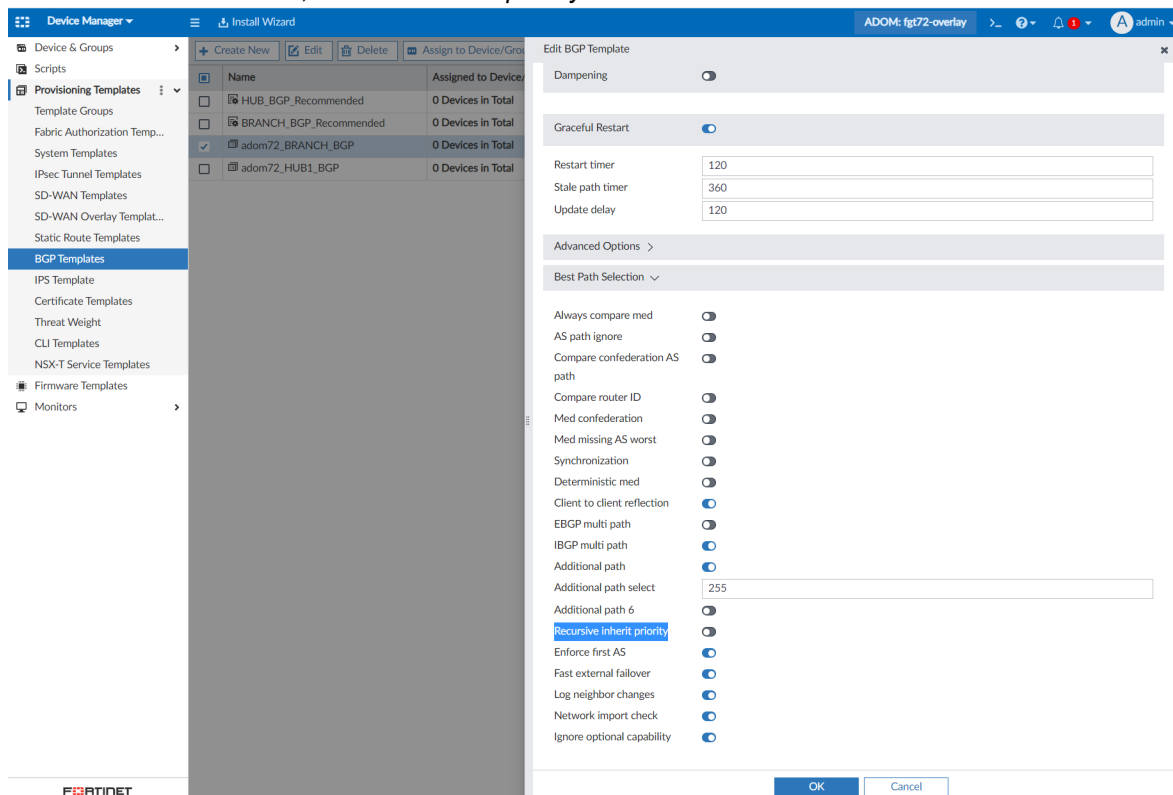 Device Manager
Install Wizard
ADOM: fgt72-overlay
>_
?
1
A admin
Device & Groups
Scripts
Provisioning Templates
Template Groups
Fabric Authorization Temp...
System Templates
IPsec Tunnel Templates
SD-WAN Templates
SD-WAN Overlay Templat...
Static Route Templates
BGP Templates
IPS Template
Certificate Templates
Threat Weight
CLI Templates
NSX-T Service Templates
Firmware Templates
Monitors
FORTINET
+ Create New Edit Delete Assign to Device/Grou
Name Assigned to Device/
HUB_BGP_Recommended 0 Devices in Total
BRANCH_BGP_Recommended 0 Devices in Total
adom72_BRANCH_BGP 0 Devices in Total
adom72_HUB1_BGP 0 Devices in Total
Edit BGP Template
Dampening
Graceful Restart
Restart timer 120
Stale path timer 360
Update delay 120
Advanced Options >
Best Path Selection
Always compare med
AS path ignore
Compare confederation AS
path
Compare router ID
Med confederation
Med missing AS worst
Synchronization
Deterministic med
Client to client reflection
EBGP multi path
IBGP multi path
Additional path
Additional path select 255
Additional path 6
Recursive inherit priority
Enforce first AS
Fast external failover
Log neighbor changes
Network import check
Ignore optional capability
OK Cancel